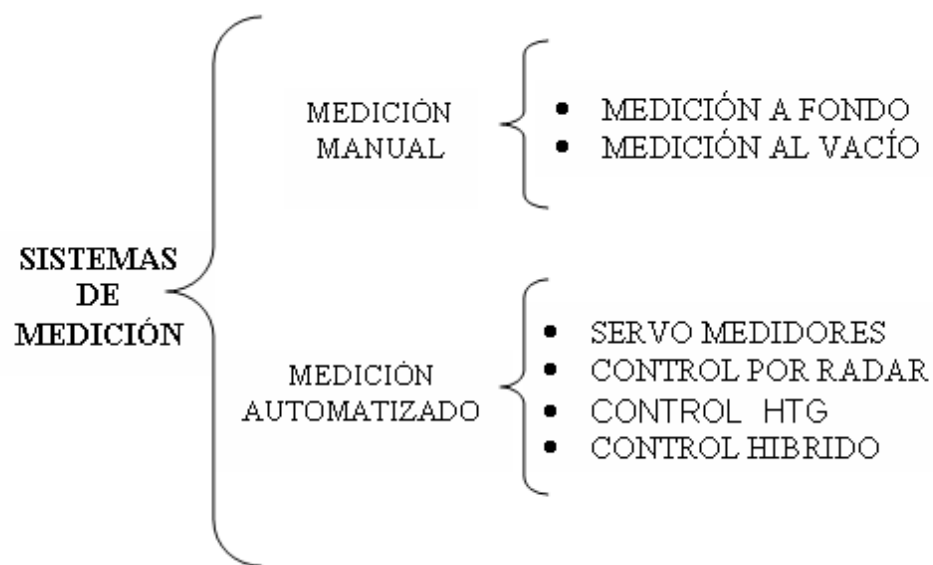 SISTEMAS
DE
MEDICIÓN
MEDICIÓN
MANUAL
• MEDICIÓN A FONDO
• MEDICIÓN AL VACÍO
MEDICIÓN
AUTOMATIZADO
• SERVO MEDIDORES
• CONTROL POR RADAR
• CONTROL HTG
• CONTROL HIBRIDO